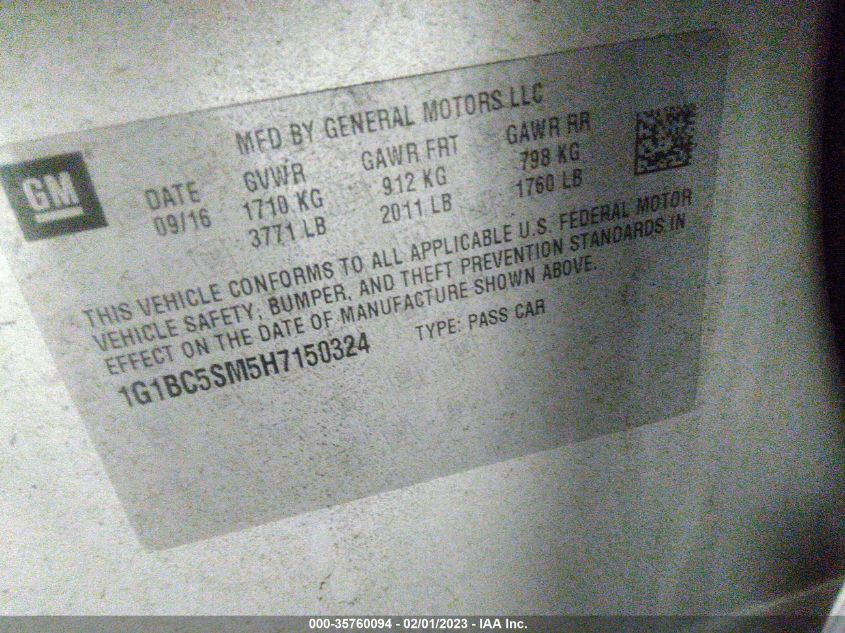 MFD BY GENERAL MOTORS LLC
GM
DATE GVWR GAWR FRT GAWR RR
09/16 1710 KG 912 KG 798 KG
3771 LB 2011 LB 1760 LB
THIS VEHICLE CONFORMS TO ALL APPLICABLE U.S. FEDERAL MOTOR
VEHICLE SAFETY, BUMPER, AND THEFT PREVENTION STANDARDS IN
EFFECT ON THE DATE OF MANUFACTURE SHOWN ABOVE.
1G1BC5SM5H7150324 TYPE: PASS CAR
000-35760094 - 02/01/2023 - IAA Inc.